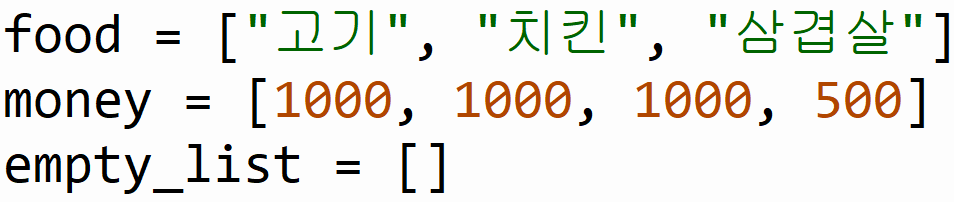 food = ["고기", "치킨", "삼겹살"]
money = [1000, 1000, 1000, 500]
empty_list = []